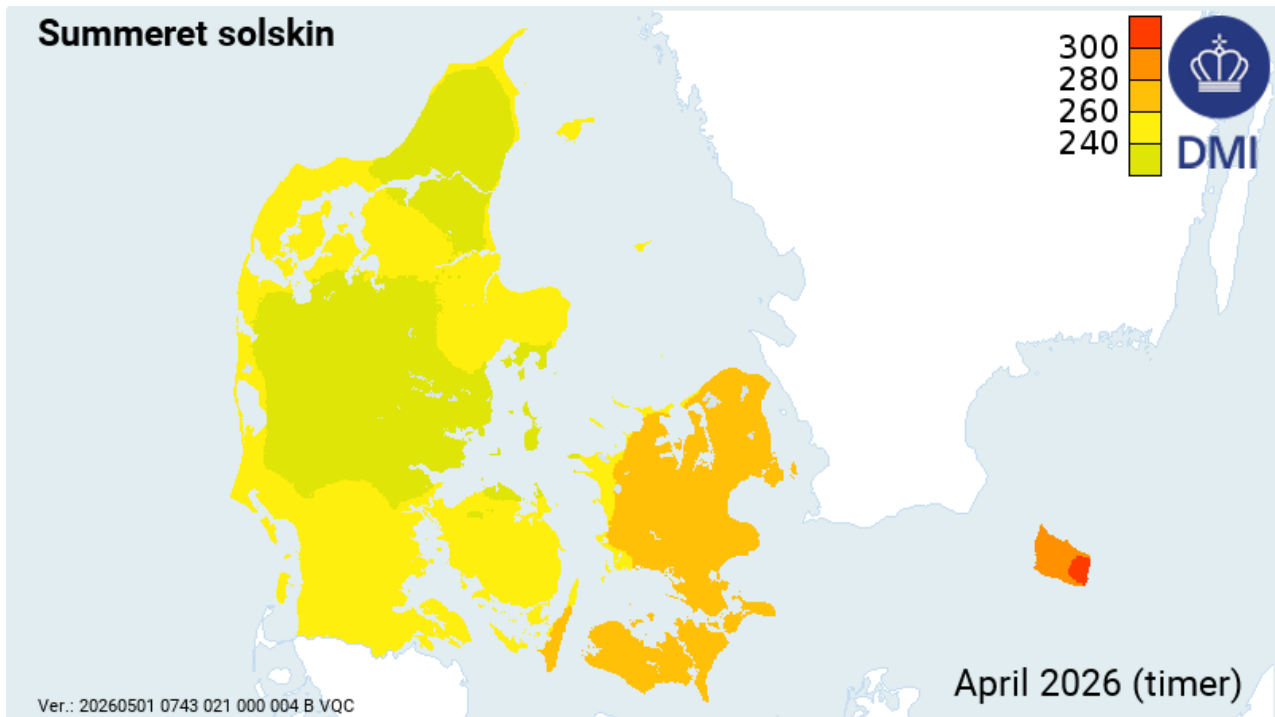 Summeret solskin
300
280
260
240
DMI
April 2026 (timer)
Ver.: 20260501 0743 021 000 004 B VQC